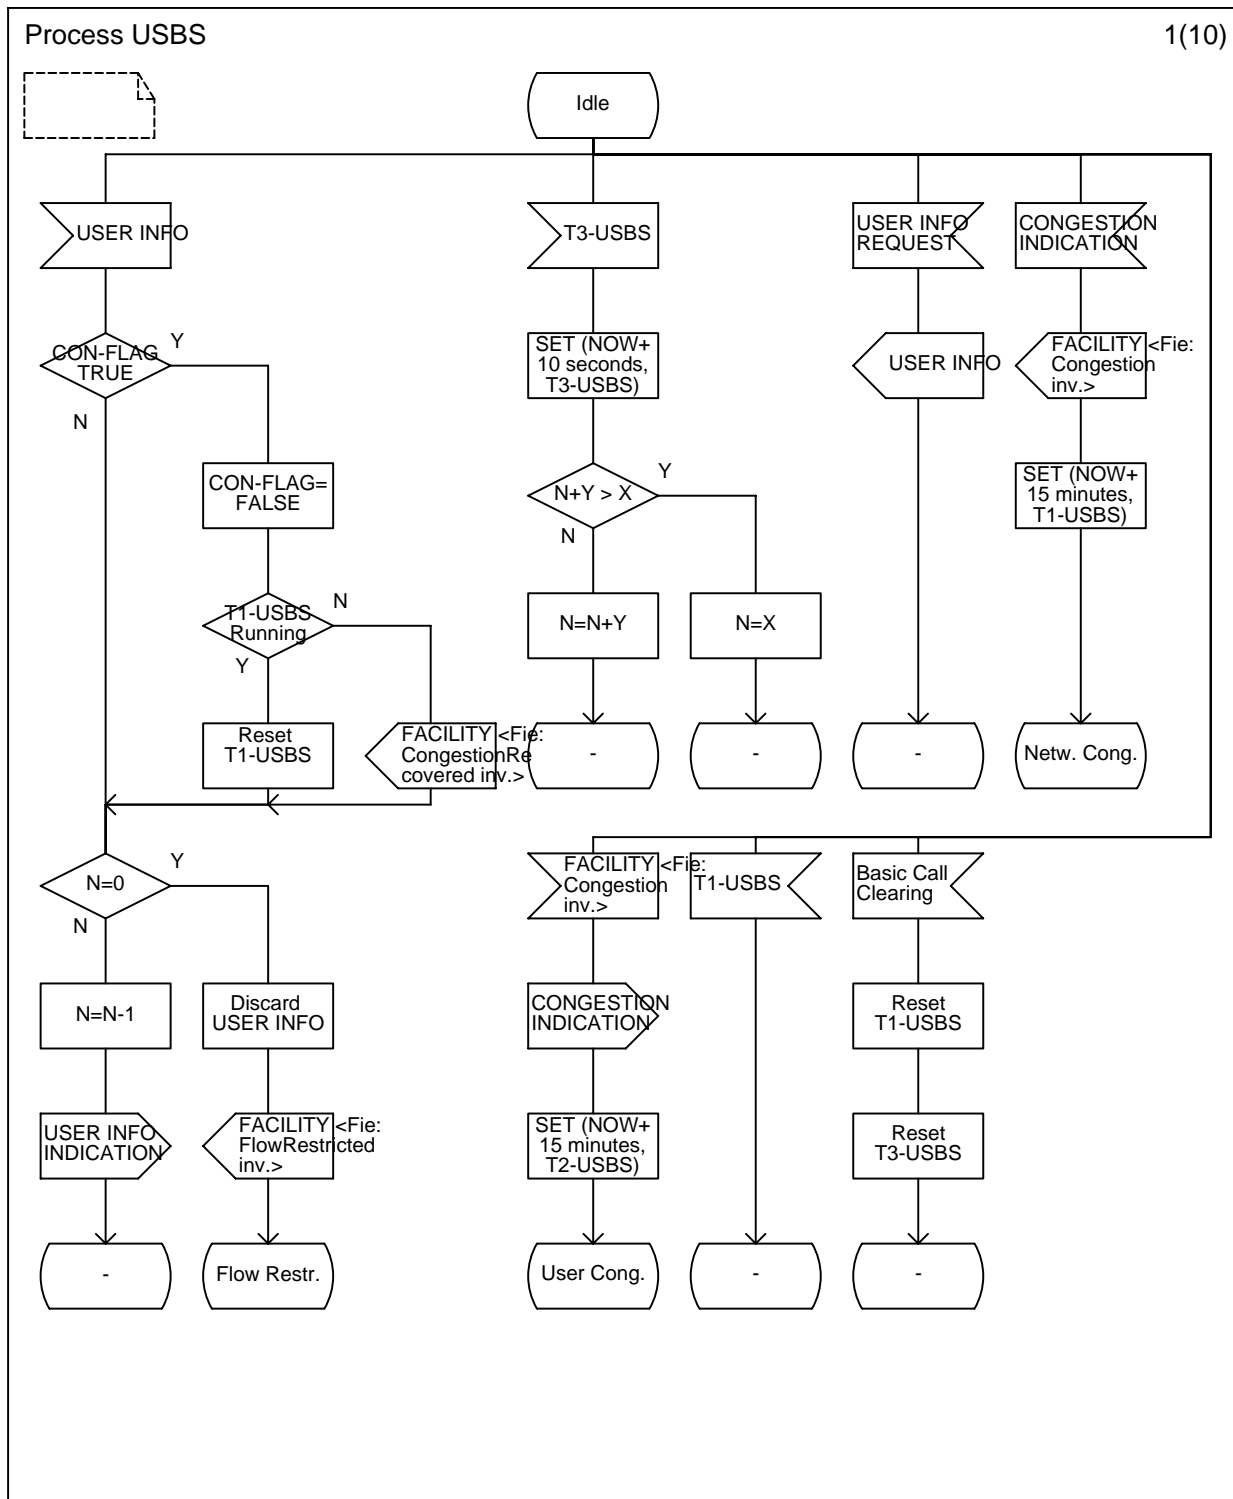 Process USBS
1(10)
Idle
USER INFO
T3-USBS
USER INFO
REQUEST
CONGESTION
INDICATION
CON-FLAG
TRUE
Y
N
SET (NOW+
10 seconds,
T3-USBS)
USER INFO
FACILITY <Fie:
Congestion
inv.>
CON-FLAG=
FALSE
N+Y > X
Y
N
SET (NOW+
15 minutes,
T1-USBS)
T1-USBS
Running
N
Y
N=N+Y
N=X
Reset
T1-USBS
FACILITY <Fie:
CongestionRe
covered inv.>
-
-
-
Netw. Cong.
N=0
Y
N
FACILITY <Fie:
Congestion
inv.>
T1-USBS
Basic Call
Clearing
N=N-1
Discard
USER INFO
CONGESTION
INDICATION
Reset
T1-USBS
USER INFO
INDICATION
FACILITY <Fie:
FlowRestricted
inv.>
SET (NOW+
15 minutes,
T2-USBS)
Reset
T3-USBS
-
Flow Restr.
User Cong.
-
-